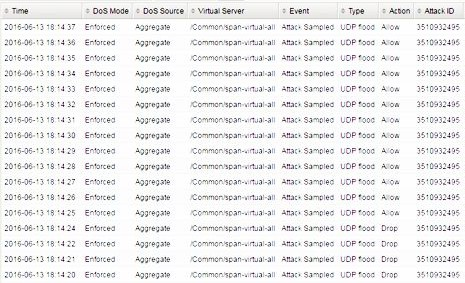 Time DoS Mode DoS Source Virtual Server Event Type Action Attack ID
2016-06-13 18:14:37 Enforced Aggregate /Common/span-virtual-all Attack Sampled UDP flood Allow 3510932495
2016-06-13 18:14:36 Enforced Aggregate /Common/span-virtual-all Attack Sampled UDP flood Allow 3510932495
2016-06-13 18:14:35 Enforced Aggregate /Common/span-virtual-all Attack Sampled UDP flood Allow 3510932495
2016-06-13 18:14:34 Enforced Aggregate /Common/span-virtual-all Attack Sampled UDP flood Allow 3510932495
2016-06-13 18:14:33 Enforced Aggregate /Common/span-virtual-all Attack Sampled UDP flood Allow 3510932495
2016-06-13 18:14:32 Enforced Aggregate /Common/span-virtual-all Attack Sampled UDP flood Allow 3510932495
2016-06-13 18:14:31 Enforced Aggregate /Common/span-virtual-all Attack Sampled UDP flood Allow 3510932495
2016-06-13 18:14:30 Enforced Aggregate /Common/span-virtual-all Attack Sampled UDP flood Allow 3510932495
2016-06-13 18:14:29 Enforced Aggregate /Common/span-virtual-all Attack Sampled UDP flood Allow 3510932495
2016-06-13 18:14:28 Enforced Aggregate /Common/span-virtual-all Attack Sampled UDP flood Allow 3510932495
2016-06-13 18:14:27 Enforced Aggregate /Common/span-virtual-all Attack Sampled UDP flood Allow 3510932495
2016-06-13 18:14:26 Enforced Aggregate /Common/span-virtual-all Attack Sampled UDP flood Allow 3510932495
2016-06-13 18:14:25 Enforced Aggregate /Common/span-virtual-all Attack Sampled UDP flood Allow 3510932495
2016-06-13 18:14:24 Enforced Aggregate /Common/span-virtual-all Attack Sampled UDP flood Drop 3510932495
2016-06-13 18:14:22 Enforced Aggregate /Common/span-virtual-all Attack Sampled UDP flood Drop 3510932495
2016-06-13 18:14:21 Enforced Aggregate /Common/span-virtual-all Attack Sampled UDP flood Drop 3510932495
2016-06-13 18:14:20 Enforced Aggregate /Common/span-virtual-all Attack Sampled UDP flood Drop 3510932495